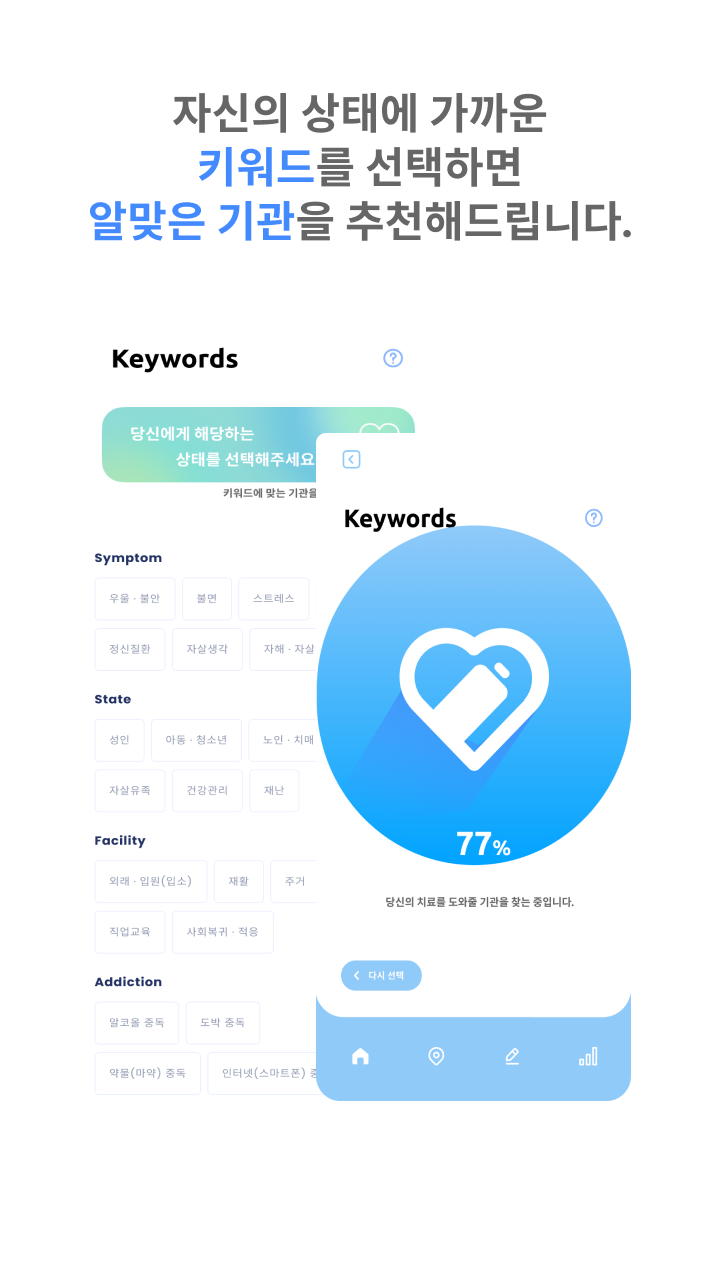 자신의 상태에 가까운
키워드를 선택하면
알맞은 기관을 추천해드립니다.
Keywords
당신에게 해당하는
상태를 선택해주세요
키워드에 맞는 기관을
Symptom
우울 · 불안 불면 스트레스
정신질환 자살생각 자해 · 자살
State
성인 아동 · 청소년 노인 · 치매
자살유족 건강관리 재난
Facility
외래 · 입원(입소) 재활 주거
직업교육 사회복귀 · 적응
Addiction
알코올 중독 도박 중독
약물(마약) 중독 인터넷(스마트폰)
Keywords
77%
당신의 치료를 도와줄 기관을 찾는 중입니다.
다시 선택